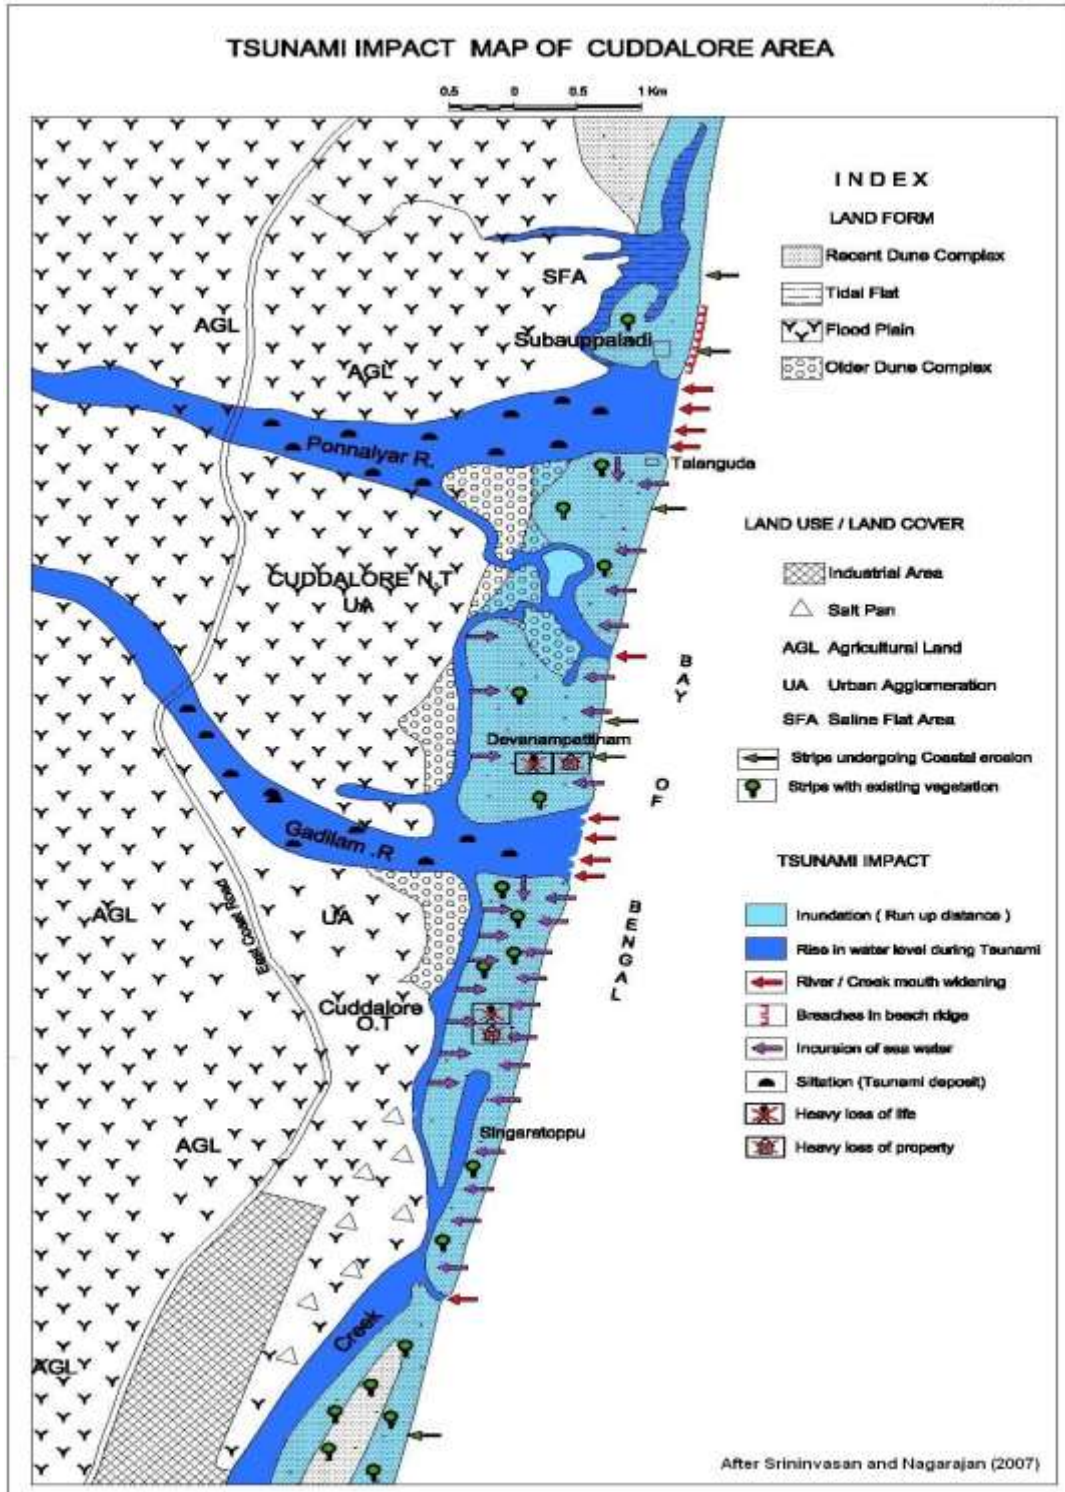 TSUNAMI IMPACT MAP OF CUDDALORE AREA
0.5 0 0.5 1 Km
INDEX
LAND FORM
Recent Dune Complex
Tidal Flat
Flood Plain
Older Dune Complex
LAND USE / LAND COVER
Industrial Area
Salt Pan
AGL Agricultural Land
UA Urban Agglomeration
SFA Saline Flat Area
Strips undergoing Coastal erosion
Strips with existing vegetation
TSUNAMI IMPACT
Inundation ( Run up distance )
Rise in water level during Tsunami
River / Creek mouth widening
Breaches in beech ridge
Incursion of sea water
Siltation (Tsunami deposit)
Heavy loss of life
Heavy loss of property
SFA
AGL
Subauppaladi
AGL
Ponnaiyar R.
Talanguda
CUDDALORE N.T
UA
BAY OF BENGAL
Devanampattinam
Gadilam .R
AGL
East Coast Road
UA
Cuddalore
O.T
Singaratoppu
AGL
Creek
AGL
After Srininvasan and Nagarajan (2007)